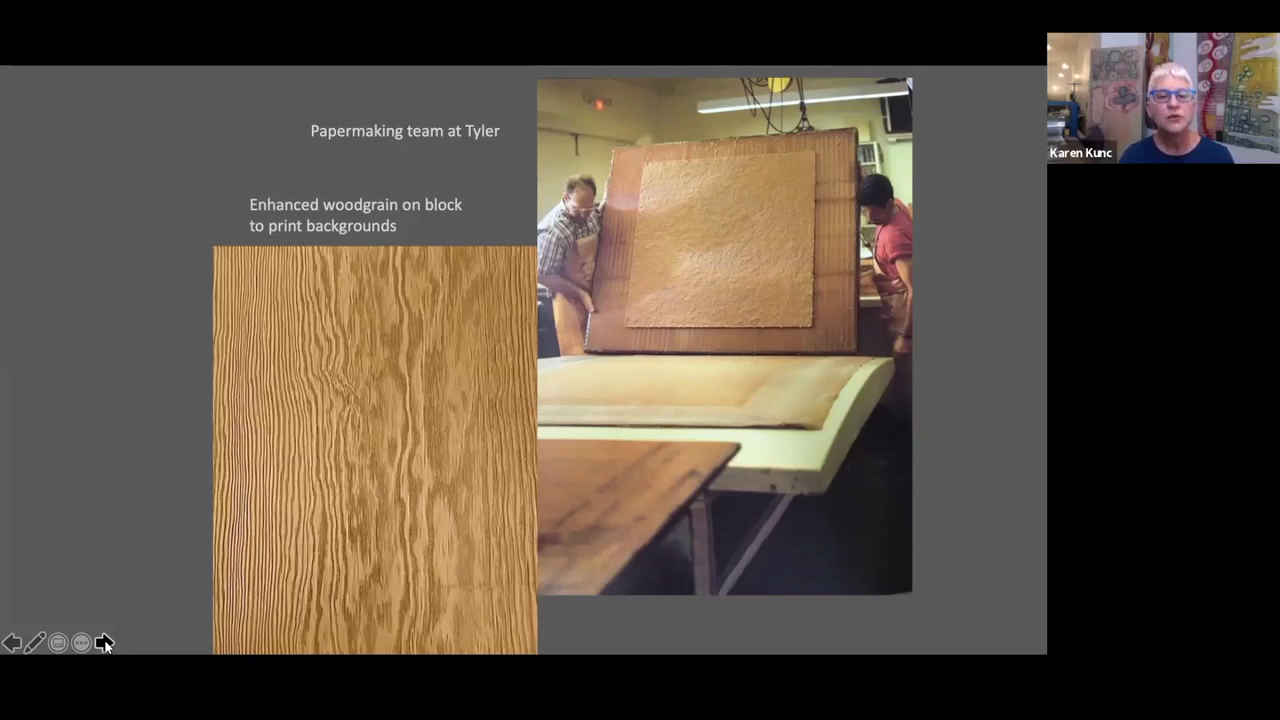 Papermaking team at Tyler
Enhanced woodgrain on block
to print backgrounds
Karen Kunc